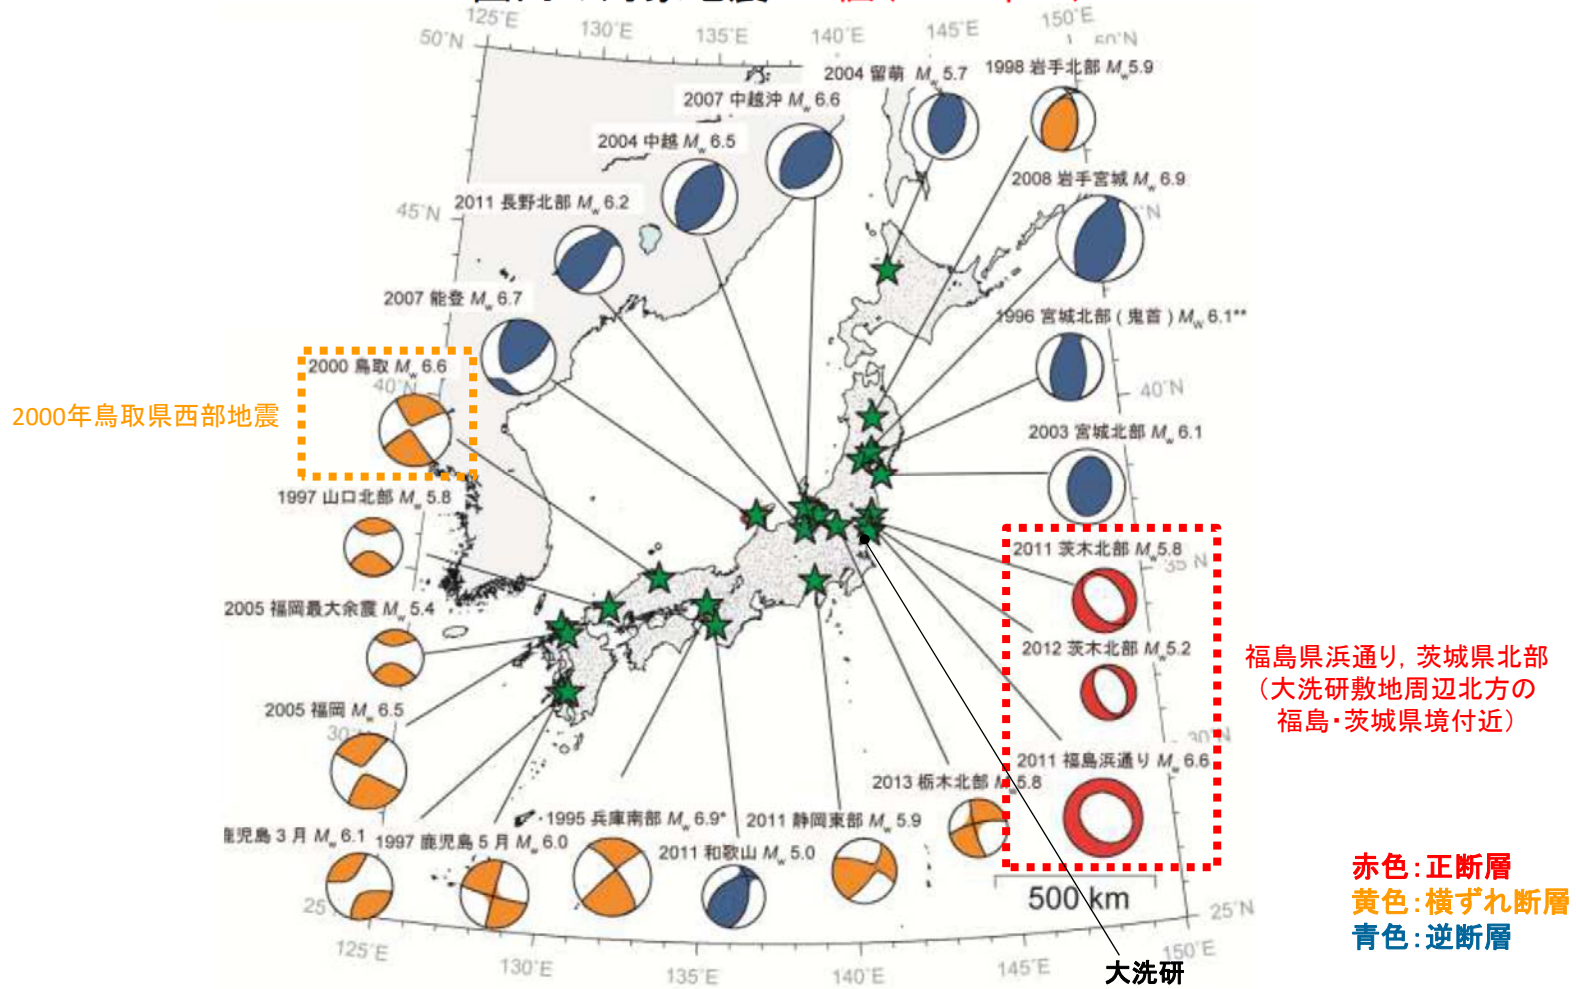 125°E
130°E
135°E
140°E
145°E
150°E
50°N
2004 留萌 Mw 5.7
1998 岩手北部 Mw5.9
2007 中越沖 Mw 6.6
2004 中越 Mw 6.5
2008 岩手宮城 Mw 6.9
2011 長野北部 Mw 6.2
45°N
2007 能登 Mw 6.7
1996 宮城北部 ( 鬼首 ) Mw 6.1**
2000 鳥取 Mw 6.6
40°N
40°N
2000年鳥取県西部地震
2003 宮城北部 Mw 6.1
1997 山口北部 Mw 5.8
2011 茨木北部 Mw5.8
35°N
2005 福岡最大余震 Mw 5.4
2012 茨木北部 Mw5.2
福島県浜通り，茨城県北部
（大洗研敷地周辺北方の
福島・茨城県境付近）
2005 福岡 Mw 6.5
30°N
2011 福島浜通り Mw 6.6
2013 栃木北部 Mw5.8
鹿児島 3 月 Mw 6.1
1997 鹿児島 5 月 Mw 6.0
1995 兵庫南部 Mw 6.9*
2011 静岡東部 Mw 5.9
2011 和歌山 Mw 5.0
赤色：正断層
黄色：横ずれ断層
青色：逆断層
500 km
25°N
125°E
130°E
135°E
140°E
145°E
150°E
大洗研